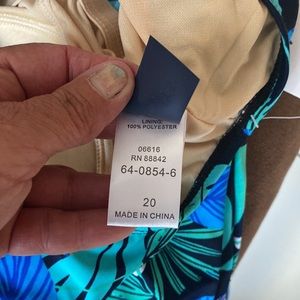 LINING:
100% POLYESTER
06616
RN 88842
64-0854-6
20
MADE IN CHINA